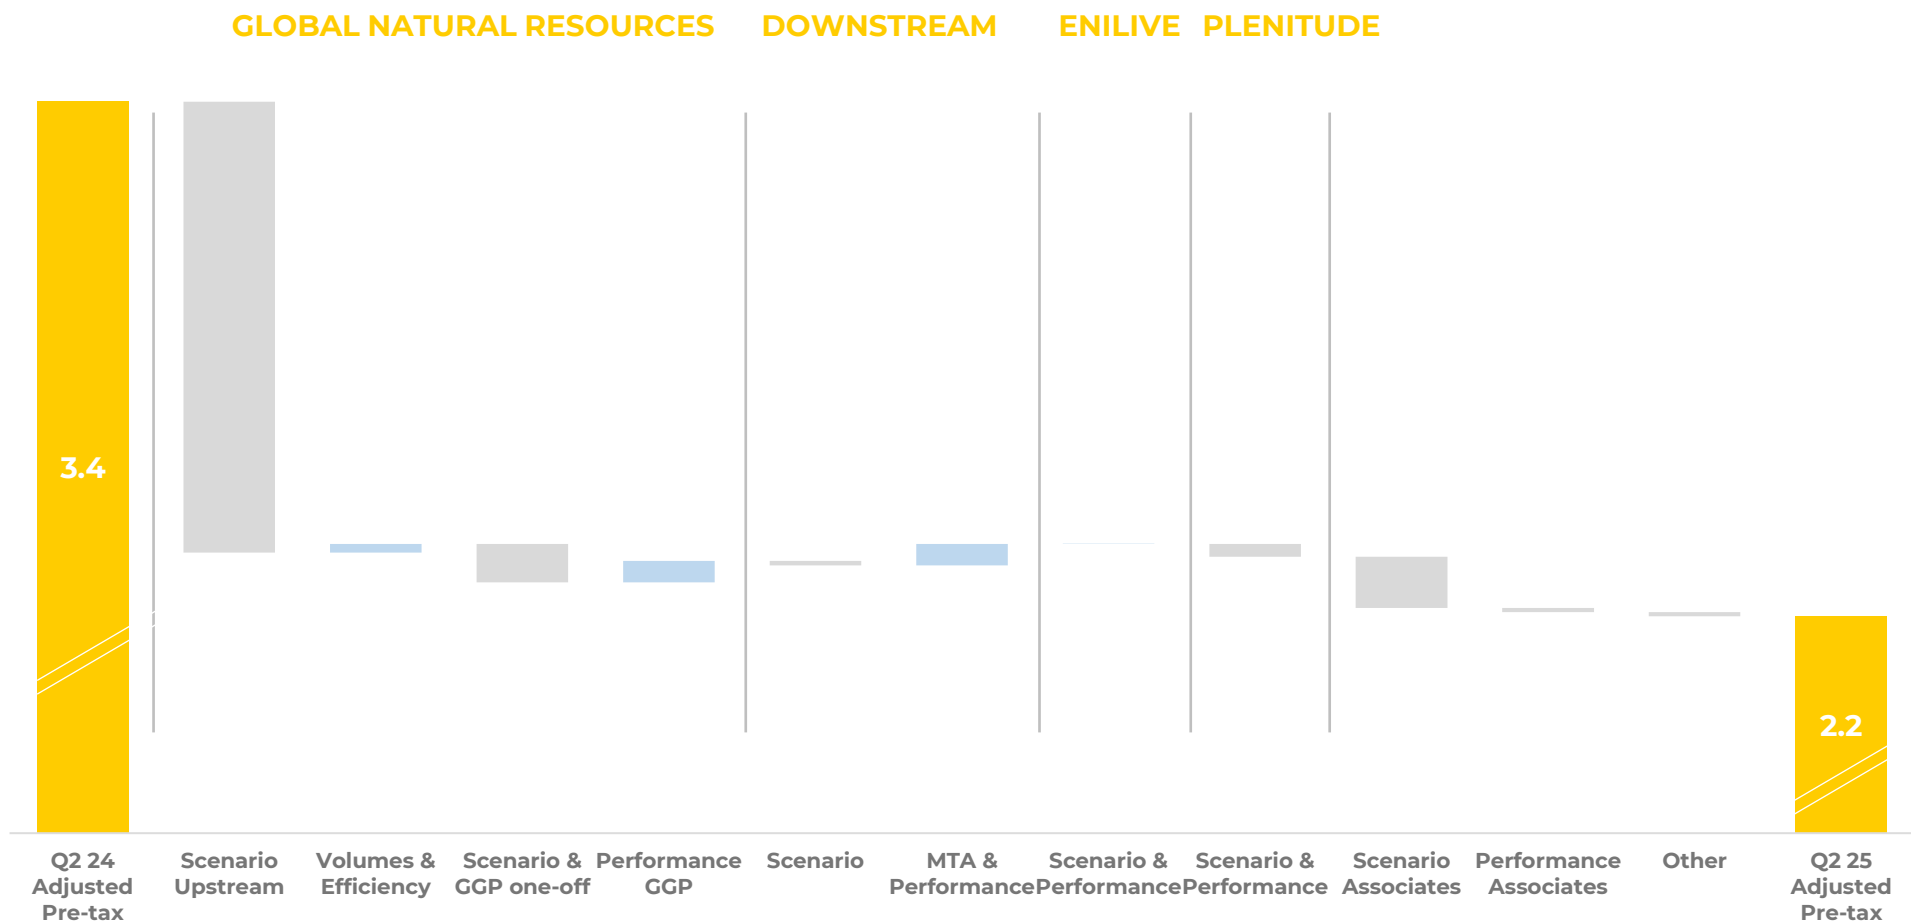 GLOBAL NATURAL RESOURCES DOWNSTREAM ENILIVE PLENITUDE
3.4
2.2
Q2 24
Adjusted
Pre-tax
Scenario
Upstream
Volumes &
Efficiency
Scenario &
GGP one-off
Performance
GGP
Scenario
MTA &
Performance
Scenario &
Performance
Scenario &
Performance
Scenario
Associates
Performance
Associates
Other
Q2 25
Adjusted
Pre-tax